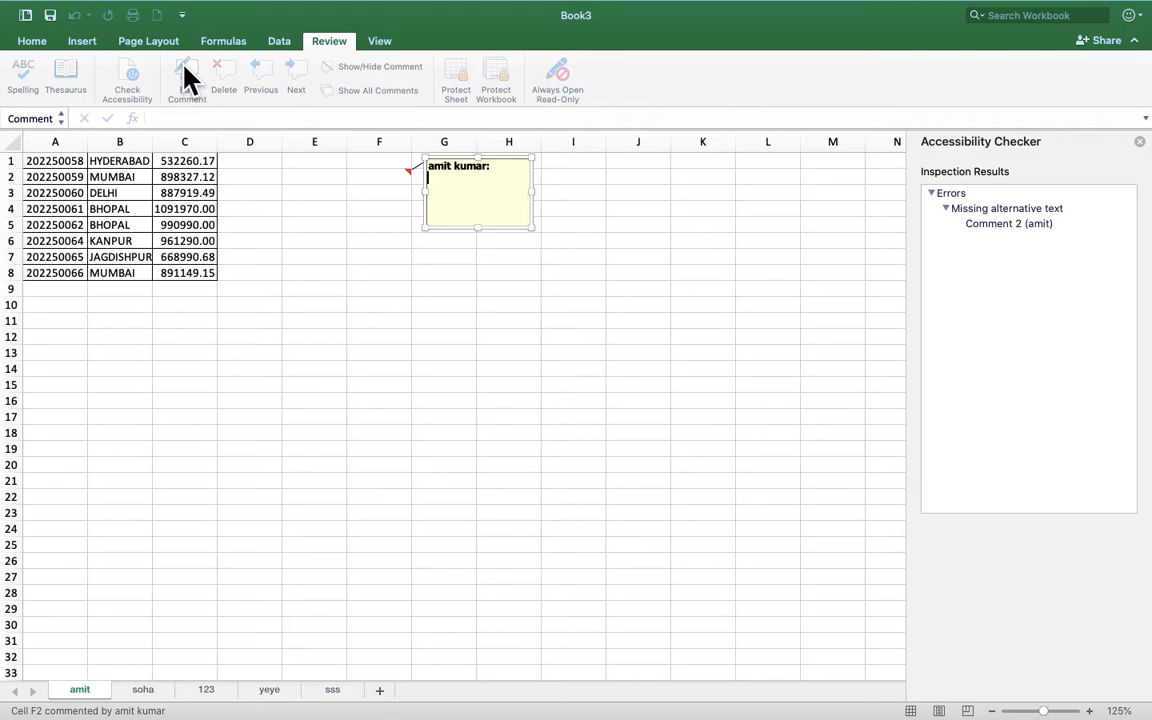 Book3
Search Workbook
Home Insert Page Layout Formulas Data Review View
Share
ABC
Spelling Thesaurus Check Accessibility Comment Delete Previous Next Show/Hide Comment Show All Comments Protect Sheet Protect Workbook Always Open Read-Only
Comment fx
A B C D E F G H I J K L M N
1 202250058 HYDERABAD 532260.17
2 202250059 MUMBAI 898327.12
3 202250060 DELHI 887919.49
4 202250061 BHOPAL 1091970.00
5 202250062 BHOPAL 990990.00
6 202250064 KANPUR 961290.00
7 202250065 JAGDISHPUR 668990.68
8 202250066 MUMBAI 891149.15
9
10
11
12
13
14
15
16
17
18
19
20
21
22
23
24
25
26
27
28
29
30
31
32
33
amit kumar:
Accessibility Checker
Inspection Results
Errors
Missing alternative text
Comment 2 (amit)
amit soha 123 yeye sss +
Cell F2 commented by amit kumar
125%